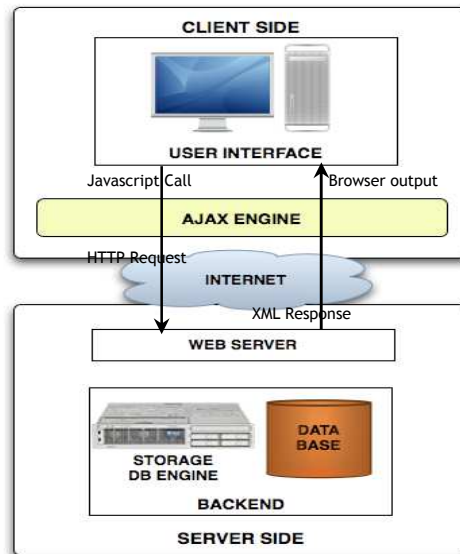 CLIENT SIDE
USER INTERFACE
Javascript Call
Browser output
AJAX ENGINE
HTTP Request
INTERNET
XML Response
WEB SERVER
DATA
BASE
STORAGE
DB ENGINE
BACKEND
SERVER SIDE